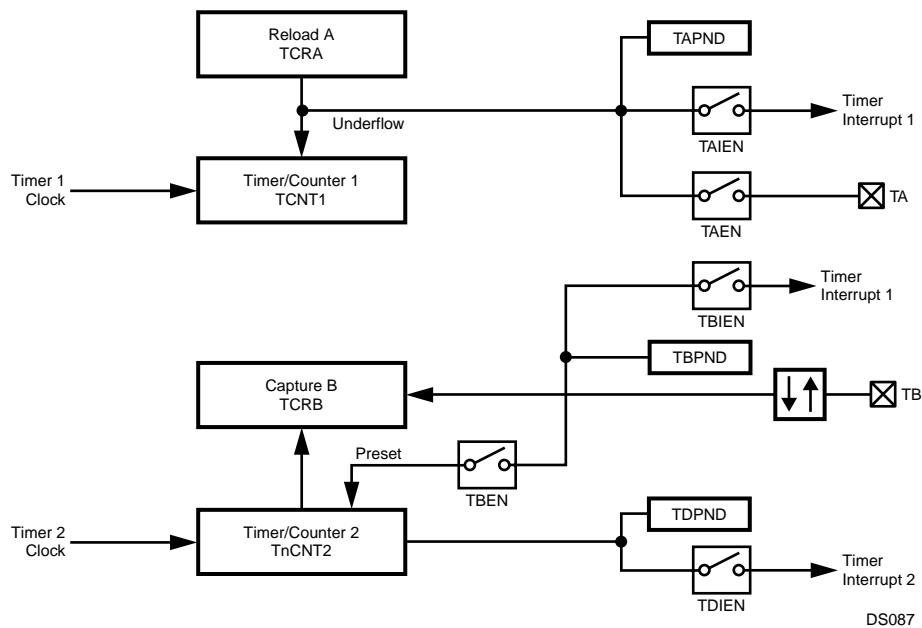 Reload A
TCRA
TAPND
Underflow
Timer
Interrupt 1
TAIEN
Timer 1
Clock
Timer/Counter 1
TCNT1
TA
TAEN
Timer
Interrupt 1
TBIEN
TBPND
Capture B
TCRB
TB
Preset
TBEN
TDPND
Timer 2
Clock
Timer/Counter 2
TnCNT2
Timer
Interrupt 2
TDIEN
DS087